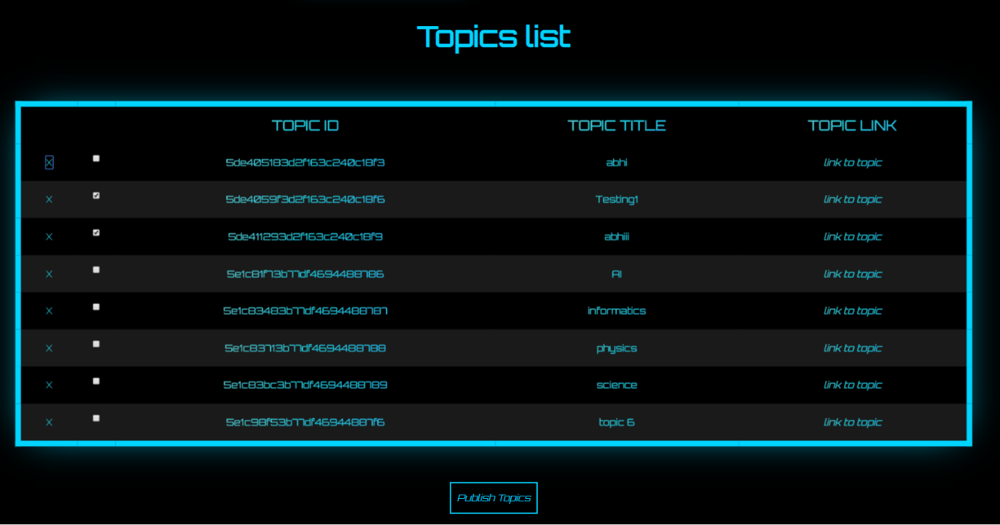 Topics list
TOPIC ID TOPIC TITLE TOPIC LINK
X 5de405183d2f163c240c18f3 abhi link to topic
X 5de4059f3d2f163c240c18f6 Testing1 link to topic
X 5de411293d2f163c240c18f9 abhiii link to topic
X 5e1c81f73b77df4694488786 AI link to topic
X 5e1c83483b77df4694488787 informatics link to topic
X 5e1c83713b77df4694488788 physics link to topic
X 5e1c83bc3b77df4694488789 science link to topic
X 5e1c98f53b77df46944887f6 topic 6 link to topic
Publish Topics